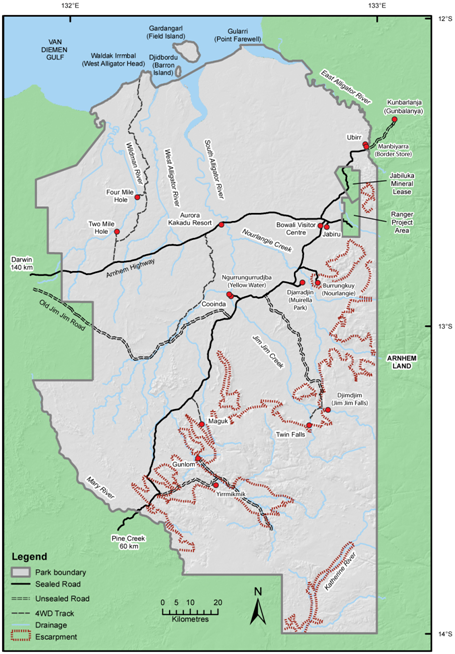 132°E
133°E
12°S
VAN
DIEMEN
GULF
Gardangarl
(Field Island)
Gularri
(Point Farewell)
Waldak Irrmbal
(West Alligator Head)
Djidbordu
(Barron
Island)
East Alligator River
Kunbarlanja
(Gunbalanya)
Ubirr
Manbiyarra
(Border Store)
Wildman River
West Alligator River
South Alligator River
Jabiluka
Mineral
Lease
Four Mile
Hole
Two Mile
Hole
Aurora
Kakadu Resort
Bowali Visitor
Centre
Jabiru
Ranger
Project
Area
Nourlangie Creek
Darwin
140 km
Arnhem Highway
Ngurrungurrudjba
(Yellow Water)
Djarradjin
(Muirella
Park)
Burrungkuy
(Nourlangie)
Cooinda
Old Jim Jim Road
13°S
Jim Jim Creek
ARNHEM
LAND
Djimdjim
(Jim Jim Falls)
Maguk
Twin Falls
Gunlom
Yirrmikmik
Mary River
Pine Creek
60 km
Katherine River
Legend
Park boundary
Sealed Road
Unsealed Road
4WD Track
Drainage
Escarpment
N
0 5 10 15 20
Kilometres
14°S